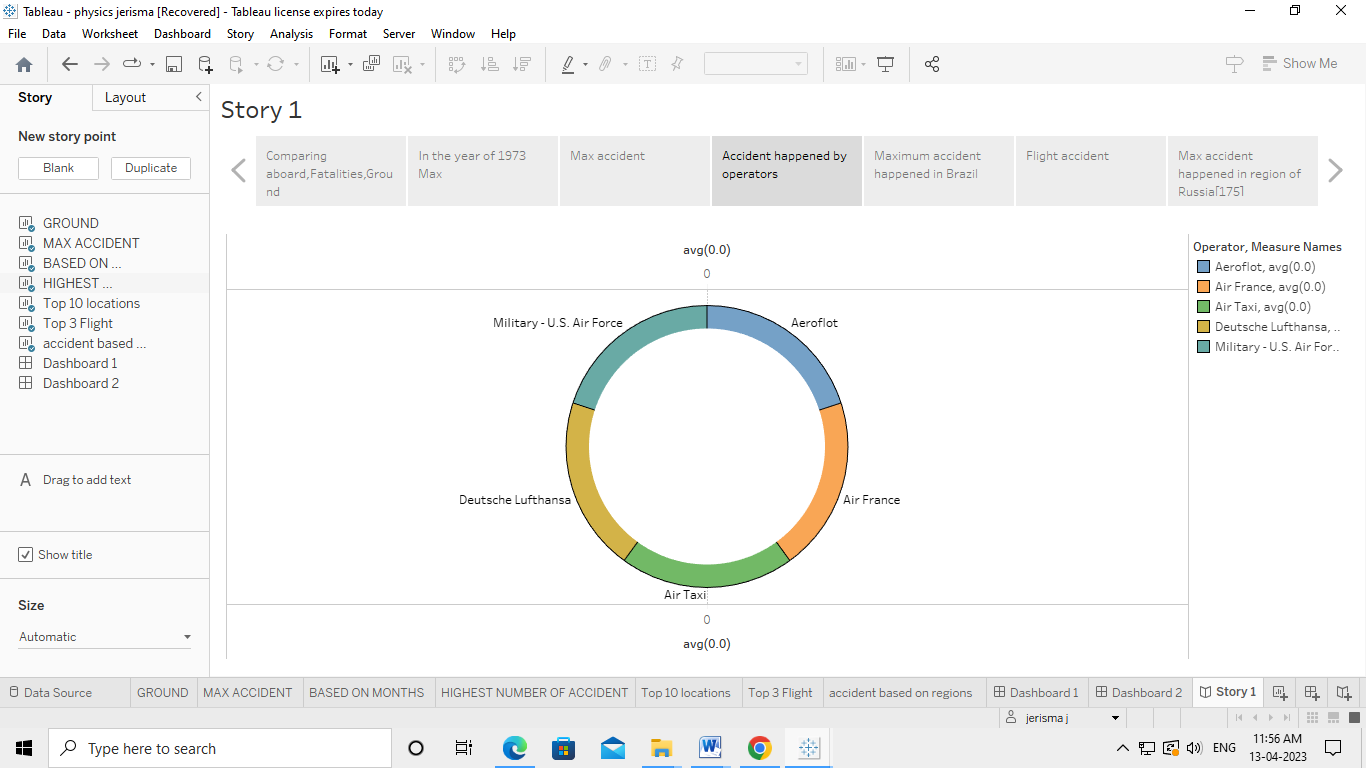 Tableau - physics jerisma [Recovered] - Tableau license expires today
File Data Worksheet Dashboard Story Analysis Format Server Window Help
Show Me
Story Layout
New story point
Blank Duplicate
GROUND
MAX ACCIDENT
BASED ON ...
HIGHEST ...
Top 10 locations
Top 3 Flight
accident based ...
Dashboard 1
Dashboard 2
A Drag to add text
Show title
Size
Automatic
Story 1
Comparing
aboard,Fatalities,Grou
nd
In the year of 1973
Max
Max accident
Accident happened by
operators
Maximum accident
happened in Brazil
Flight accident
Max accident
happened in region of
Russia[175]
avg(0.0)
0
Military - U.S. Air Force
Aeroflot
Deutsche Lufthansa
Air France
Air Taxi
0
avg(0.0)
Operator, Measure Names
Aeroflot, avg(0.0)
Air France, avg(0.0)
Air Taxi, avg(0.0)
Deutsche Lufthansa, ..
Military - U.S. Air For..
Data Source GROUND MAX ACCIDENT BASED ON MONTHS HIGHEST NUMBER OF ACCIDENT Top 10 locations Top 3 Flight accident based on regions Dashboard 1 Dashboard 2 Story 1
jerisma j
Type here to search
ENG
11:56 AM
13-04-2023